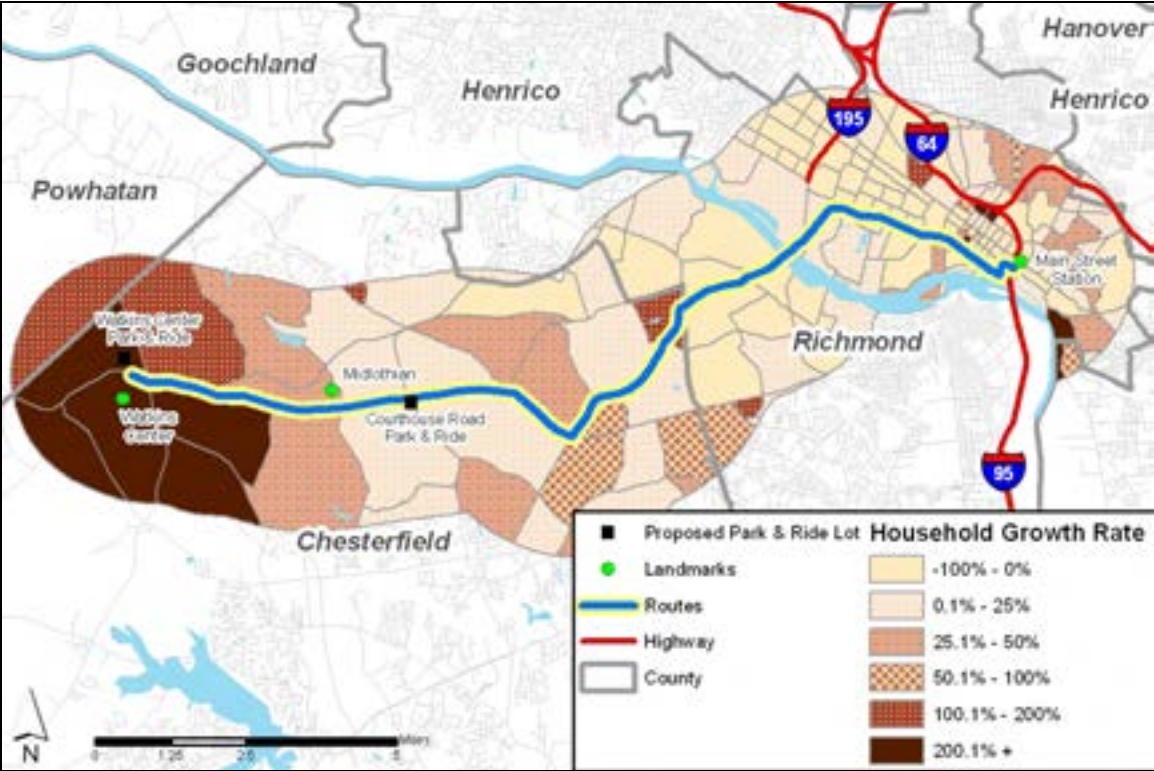 Goochland
Hanover
Henrico
Henrico
195
64
Powhatan
Main Street
Station
Watkins Center
Park & Ride
Richmond
Midlothian
Watkins
Center
Courthouse Road
Park & Ride
95
Chesterfield
Proposed Park & Ride Lot
Landmarks
Routes
Highway
County
Household Growth Rate
-100% - 0%
0.1% - 25%
25.1% - 50%
50.1% - 100%
100.1% - 200%
200.1% +
N
0 1.25 2.5 5
Miles